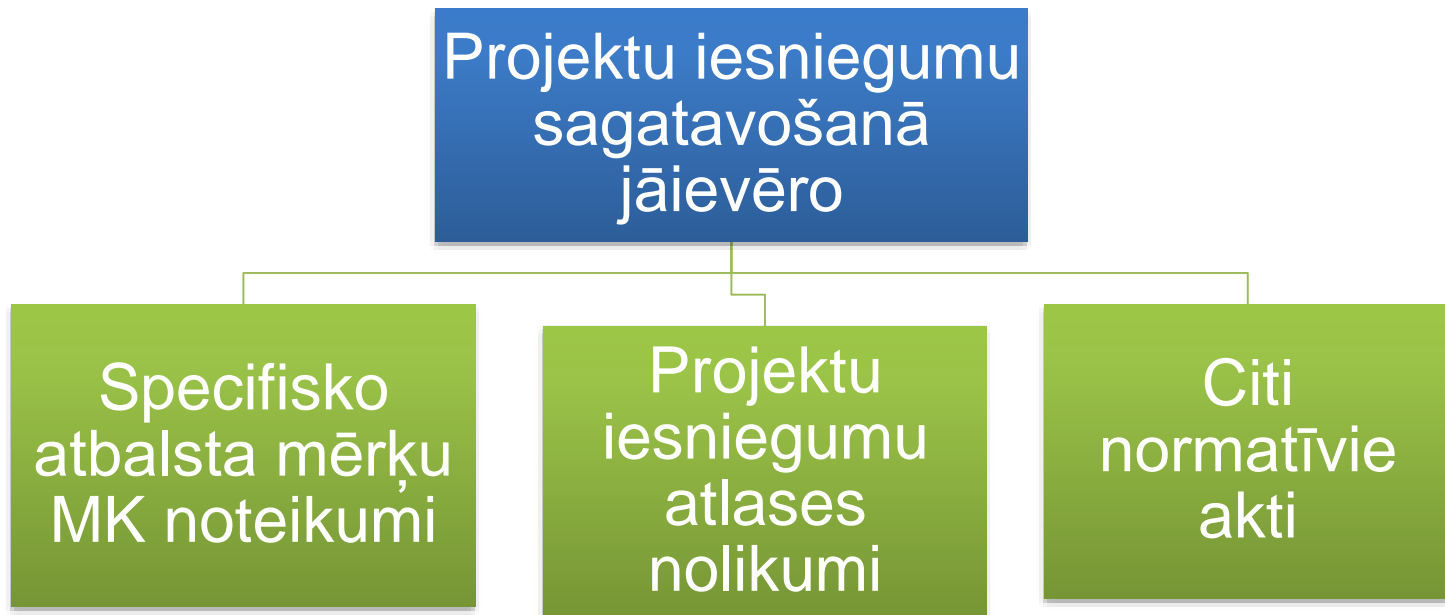 Projektu iesniegumu
sagatavošanā
jāievēro
Specifisko
atbalsta mērķu
MK noteikumi
Projektu
iesniegumu
atlases
nolikumi
Citi
normatīvie
akti